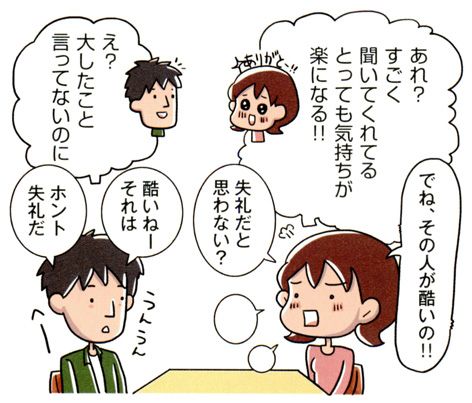 でね、その人が酷いの!!
失礼だと
思わない?
あれ?
すごく
聞いてくれてる
とっても気持ちが
楽になる!!
ありがとー!!
酷いねー
それは
ホント
失礼だ
うんうん
へー
え?
大したこと
言ってないのに